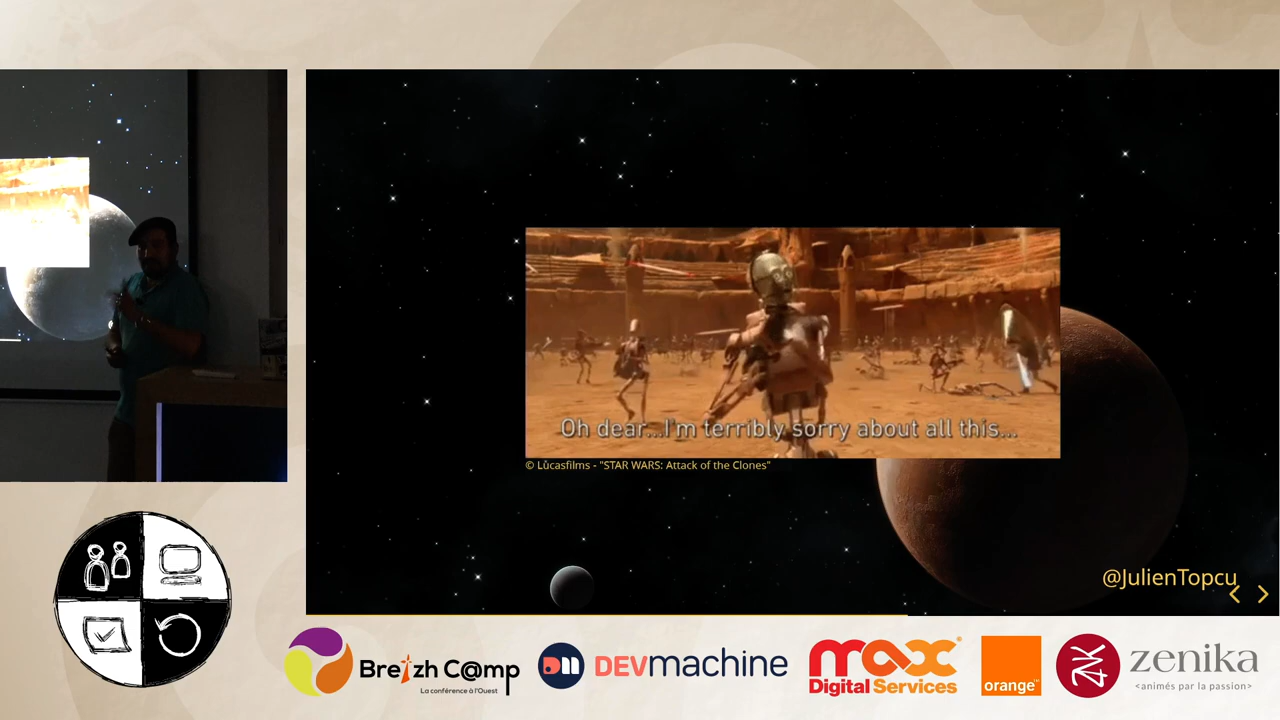 Oh dear...I'm terribly sorry about all this...
© Lucasfilms - "STAR WARS: Attack of the Clones"
@JulienTopcu
Breizh C@mp
La conférence à l'Ouest
DEVmachine
max
Digital Services
orange
zenika
<animés par la passion>